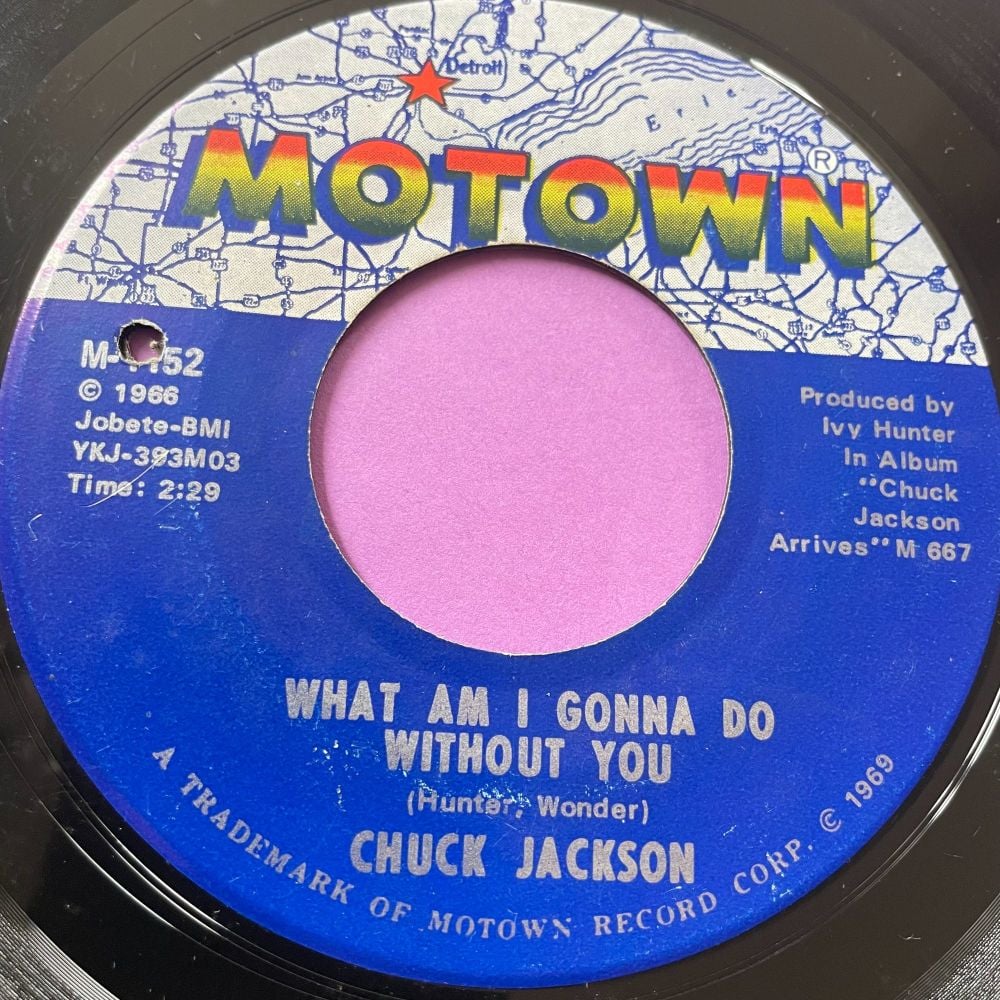 Detroit
Erie
MOTOWN®
M-1152
© 1966
Jobete-BMI
YKJ-393M03
Time: 2:29
Produced by
Ivy Hunter
In Album
"Chuck
Jackson
Arrives" M 667
WHAT AM I GONNA DO
WITHOUT YOU
(Hunter, Wonder)
CHUCK JACKSON
A TRADEMARK OF MOTOWN RECORD CORP. © 1969